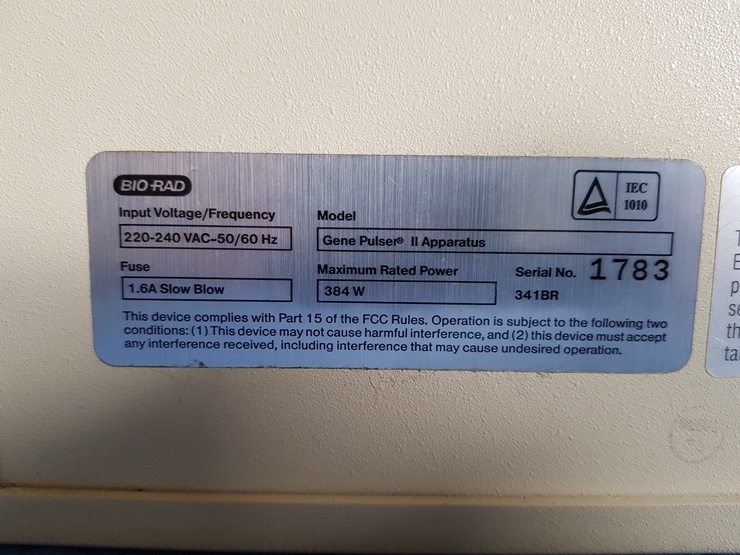 BIO-RAD
IEC
1010
Input Voltage/Frequency
220-240 VAC~50/60 Hz
Model
Gene Pulser® II Apparatus
Fuse
1.6A Slow Blow
Maximum Rated Power
384 W
Serial No. 1783
341BR
This device complies with Part 15 of the FCC Rules. Operation is subject to the following two
conditions: (1) This device may not cause harmful interference, and (2) this device must accept
any interference received, including interference that may cause undesired operation.